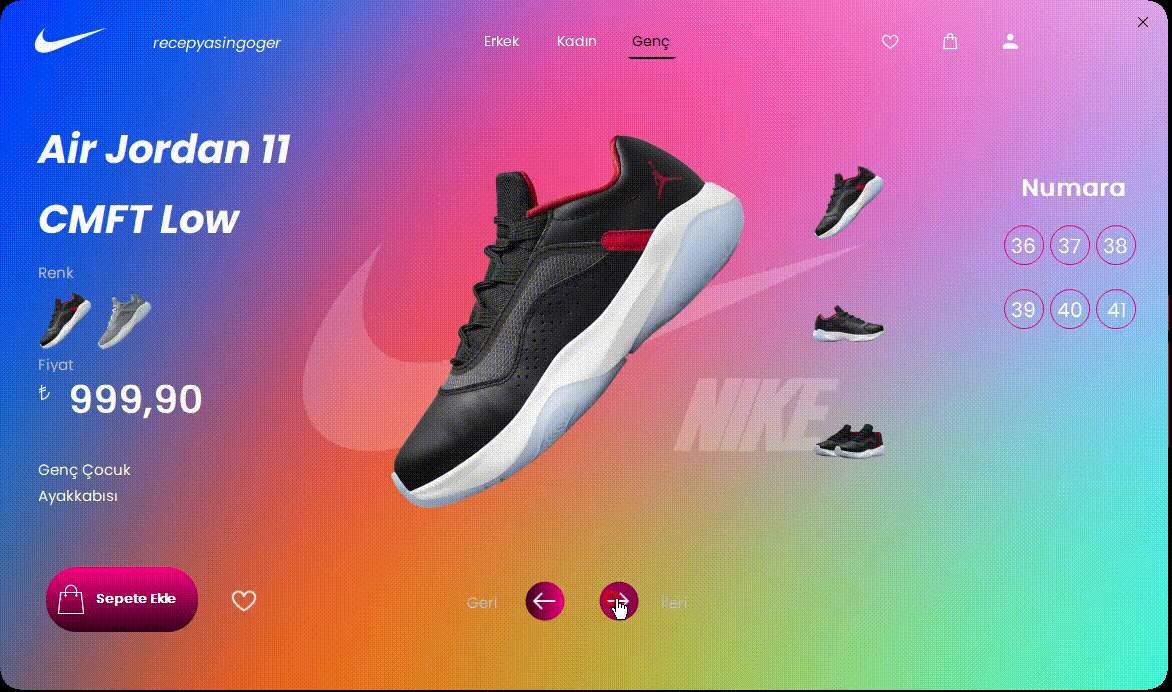 recepyasingoger
Erkek
Kadın
Genç
Air Jordan 11
CMFT Low
Renk
Fiyat
₺ 999,90
Genç Çocuk
Ayakkabısı
Sepete Ekle
Geri
İleri
NIKE
Numara
36 37 38
39 40 41